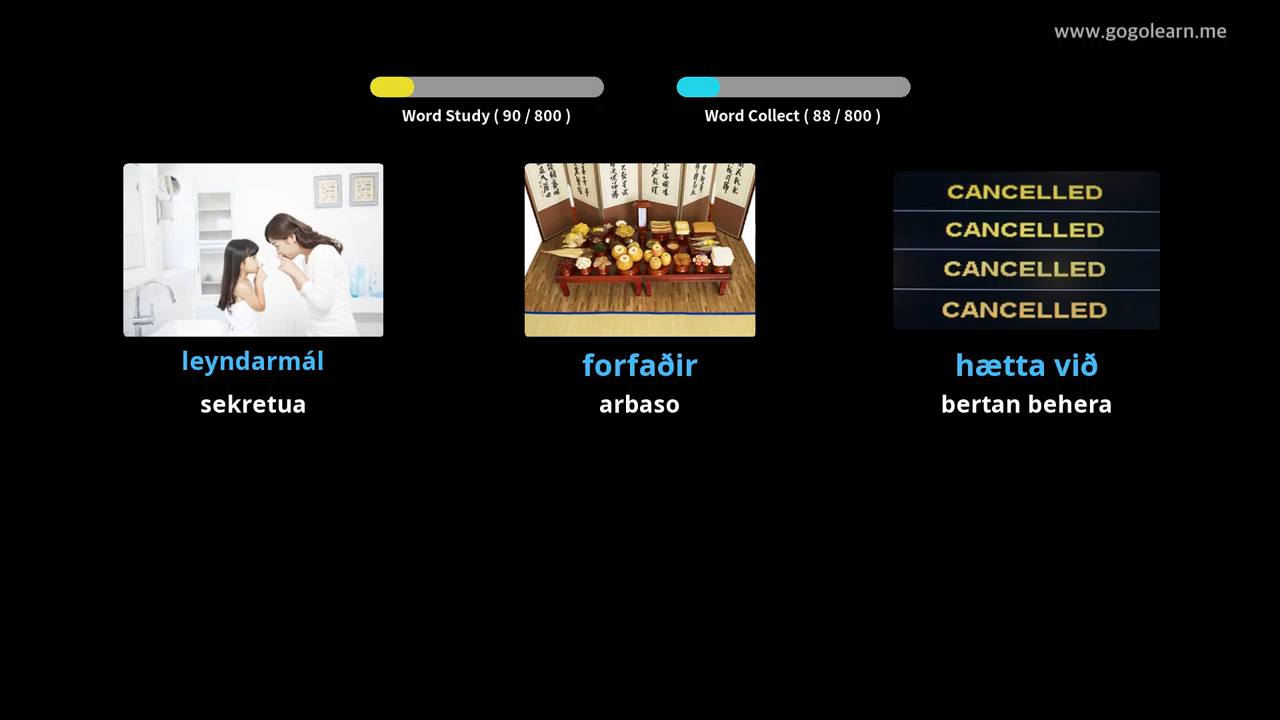 www.gogolearn.me
Word Study ( 90 / 800 )
Word Collect ( 88 / 800 )
CANCELLED
CANCELLED
CANCELLED
CANCELLED
leyndarmál
forfaðir
hætta við
sekretua
arbaso
bertan behera